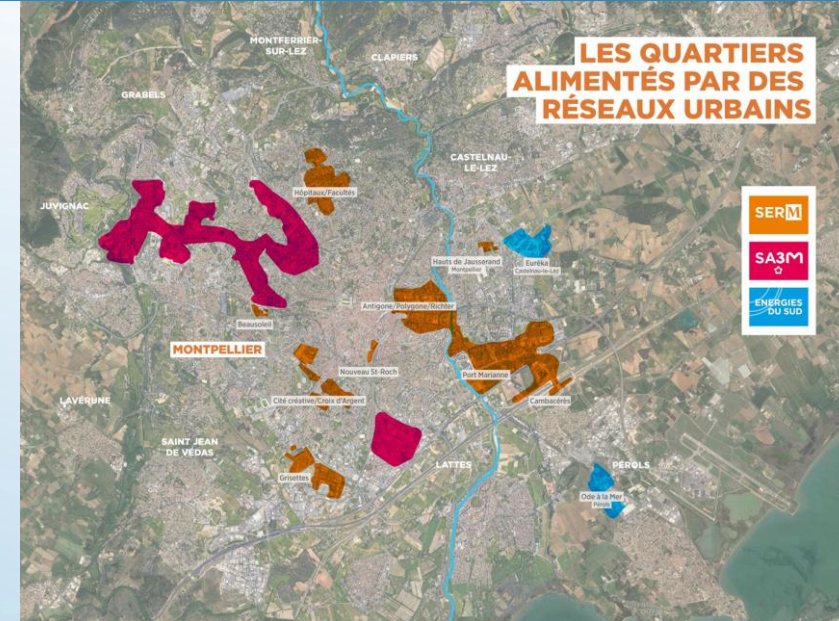 LES QUARTIERS
ALIMENTÉS PAR DES
RÉSEAUX URBAINS
MONTFERRIER-
SUR-LEZ
CLAPIERS
GRABELS
CASTELNAU-
LE-LEZ
JUVIGNAC
Hôpitaux/Facultés
SERM
SA3M
ENERGIES
DU SUD
Hauts de Jausserand
Montpellier
Eurêka
Castelnau-le-Lez
Antigone/Polygone/Richter
Beausoleil
MONTPELLIER
Nouveau St-Roch
Port Marianne
Cité créative/Croix d'Argent
Cambacérès
LAVÉRUNE
SAINT JEAN
DE VÉDAS
LATTES
PÉROLS
Grisettes
Ode à la Mer
Pérols